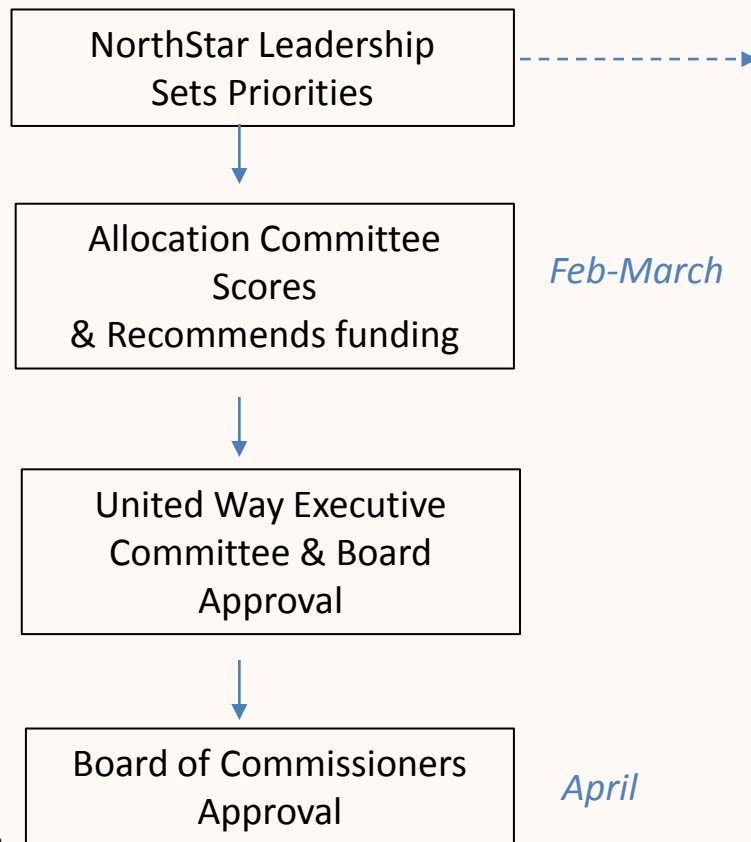 NorthStar Leadership
Sets Priorities
Allocation Committee
Scores
& Recommends funding
Feb-March
United Way Executive
Committee & Board
Approval
Board of Commissioners
Approval
April